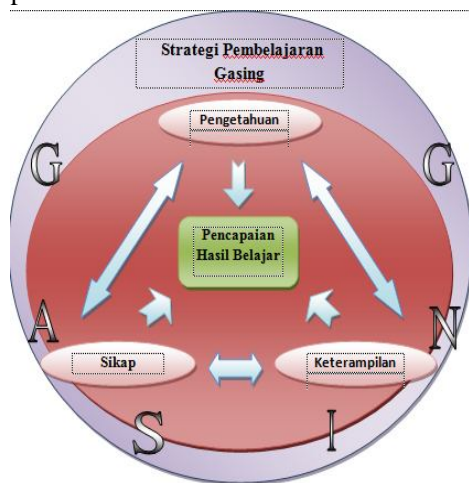 Strategi Pembelajaran
Gasing
Pengetahuan
G
G
Pencapaian
Hasil Belajar
A
N
Sikap
Keterampilan
S
I